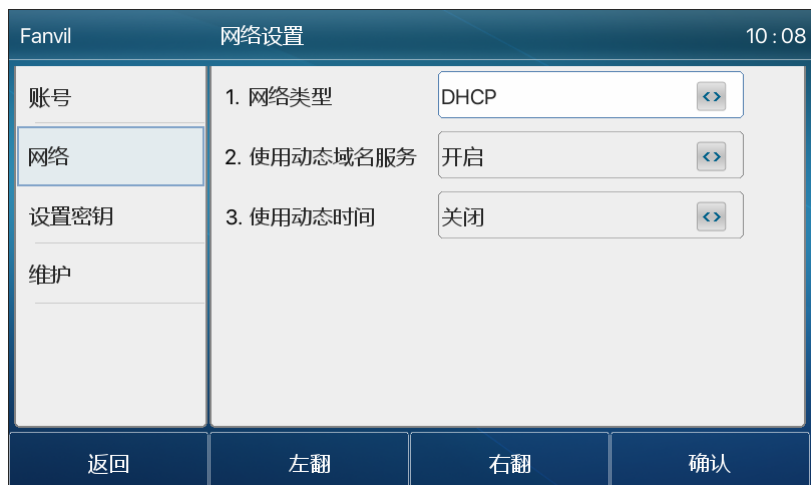 Fanvil 网络设置 10:08
账号
网络
设置密钥
维护
1. 网络类型 DHCP
2. 使用动态域名服务 开启
3. 使用动态时间 关闭
返回 左翻 右翻 确认